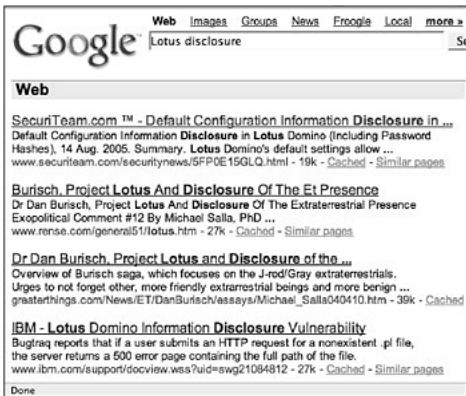 Web Images Groups News Froogle Local more »
Google
Lotus disclosure
Web
SecuriTeam.com ™ - Default Configuration Information Disclosure in ...
Default Configuration Information Disclosure in Lotus Domino (Including Password
Hashes), 14 Aug. 2005. Summary. Lotus Domino's default settings allow ...
www.securiteam.com/securitynews/5FP0E15GLQ.html - 19k - Cached - Similar pages
Burisch, Project Lotus And Disclosure Of The Et Presence
Dr Dan Burisch, Project Lotus And Disclosure Of The Extraterrestrial Presence
Exopolitical Comment #12 By Michael Salla, PhD ...
www.rense.com/general51/lotus.htm - 27k - Cached - Similar pages
Dr Dan Burisch, Project Lotus and Disclosure of the ...
Overview of Burisch saga, which focuses on the J-rod/Gray extraterrestrials.
Urges to not forget other, more friendly extrarrestrial beings and more benign ...
greaterthings.com/News/ET/DanBurisch/essays/Michael_Salla040410.htm - 39k - Cached
IBM - Lotus Domino Information Disclosure Vulnerability
Bugtraq reports that if a user submits an HTTP request for a nonexistent .pl file,
the server returns a 500 error page containing the full path of the file.
www.ibm.com/support/docview.wss?uid=swg21084812 - 27k - Cached - Similar pages
Done